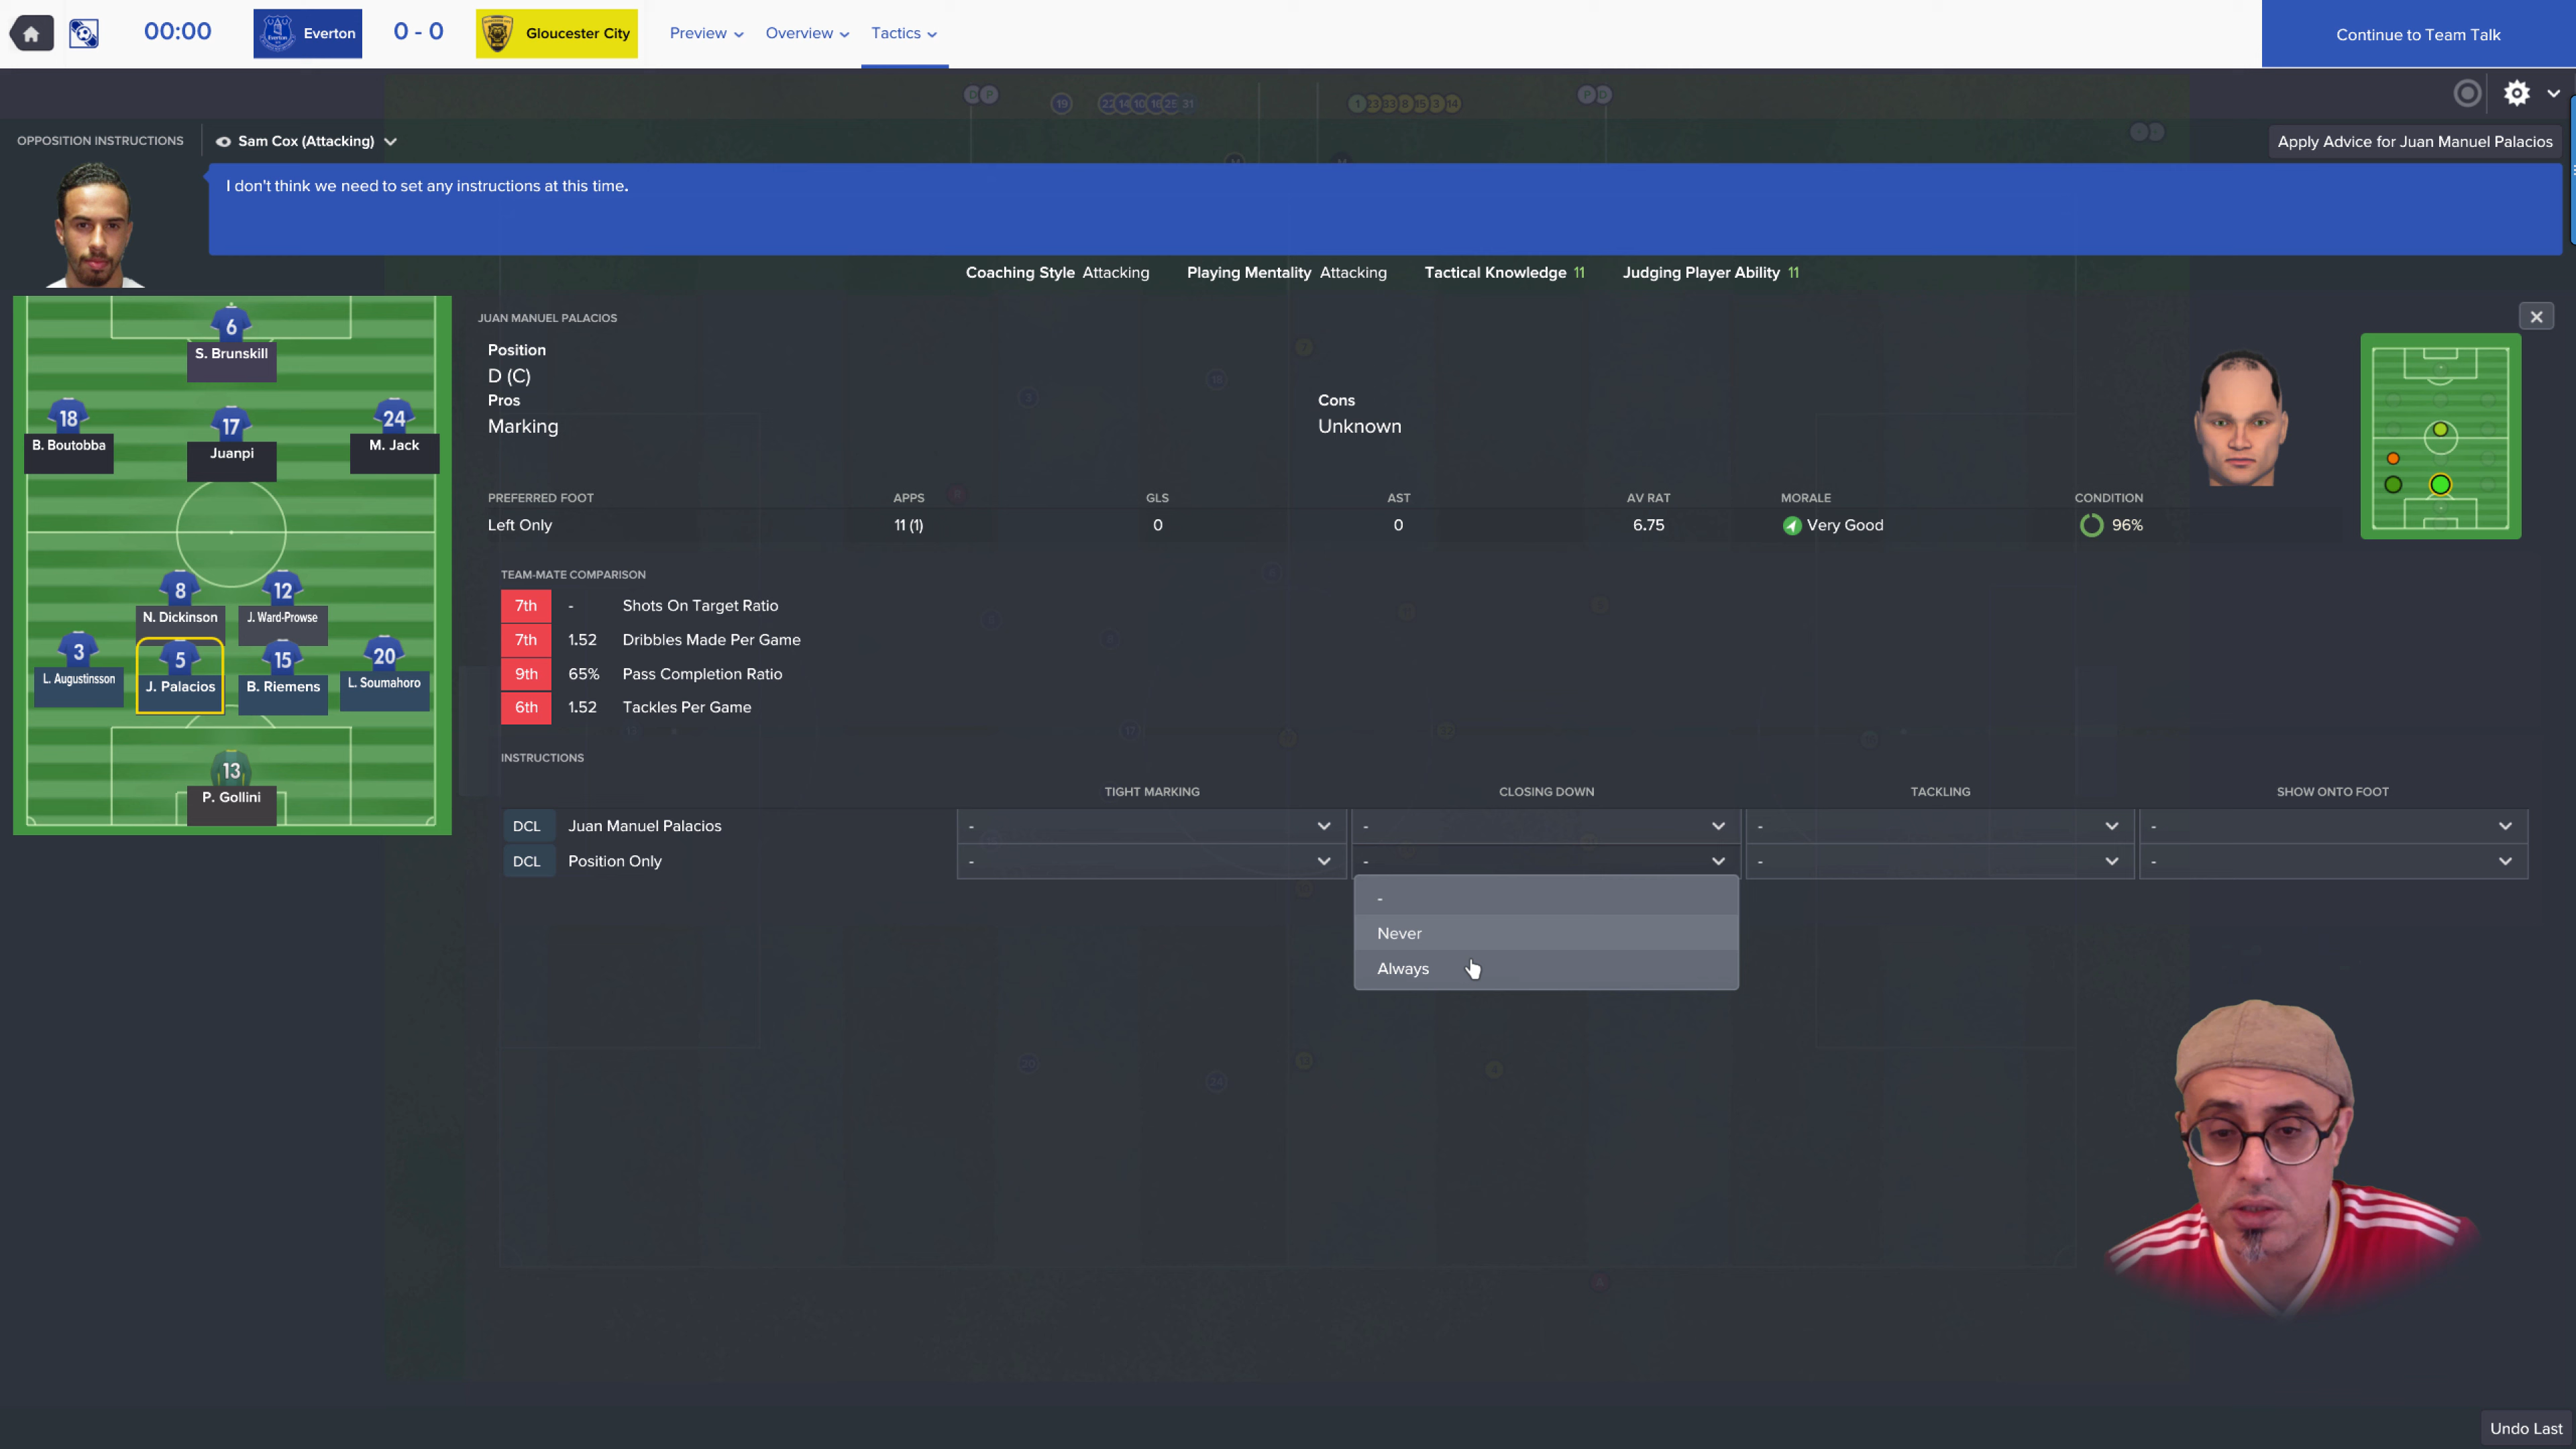 00:00
Everton
0 - 0
Gloucester City
Preview
Overview
Tactics
Continue to Team Talk
OPPOSITION INSTRUCTIONS
Sam Cox (Attacking)
Apply Advice for Juan Manuel Palacios
I don't think we need to set any instructions at this time.
Coaching Style Attacking
Playing Mentality Attacking
Tactical Knowledge 11
Judging Player Ability 11
6
S. Brunskill
18
B. Boutobba
17
Juanpi
24
M. Jack
8
N. Dickinson
12
J. Ward-Prowse
3
L. Augustinsson
5
J. Palacios
15
B. Riemens
20
L. Soumahoro
13
P. Gollini
JUAN MANUEL PALACIOS
Position
D (C)
Pros
Marking
Cons
Unknown
PREFERRED FOOT APPS GLS AST AV RAT MORALE CONDITION
Left Only 11 (1) 0 0 6.75 Very Good 96%
TEAM-MATE COMPARISON
7th - Shots On Target Ratio
7th 1.52 Dribbles Made Per Game
9th 65% Pass Completion Ratio
6th 1.52 Tackles Per Game
INSTRUCTIONS
TIGHT MARKING CLOSING DOWN TACKLING SHOW ONTO FOOT
DCL Juan Manuel Palacios - - - -
DCL Position Only - - - -
-
Never
Always
Undo Last